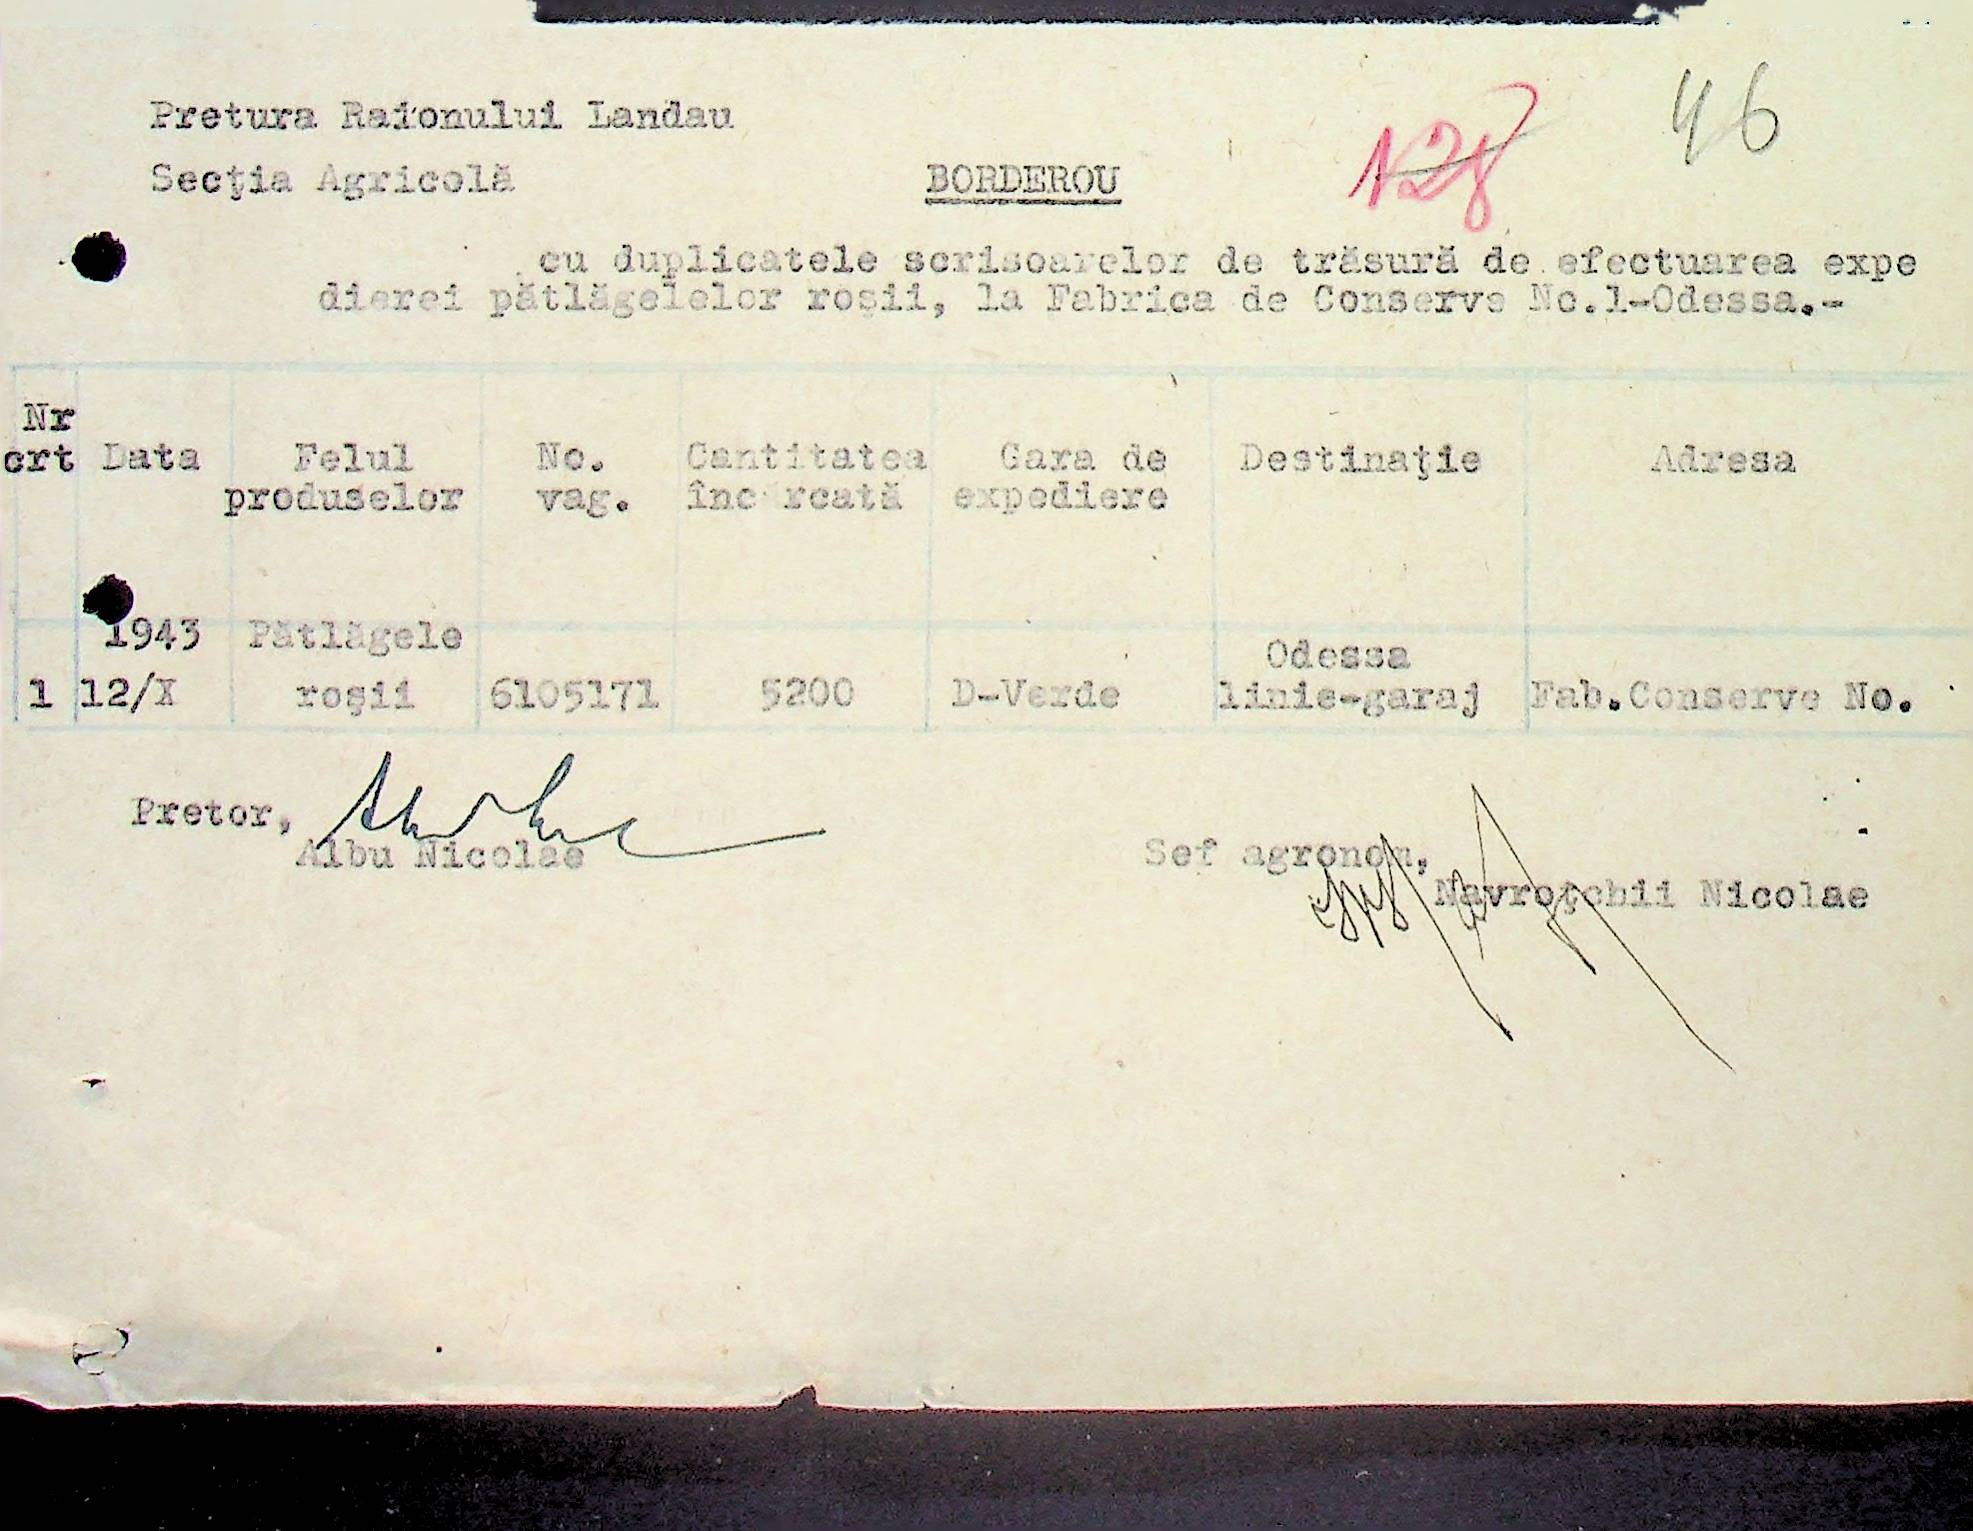 46
128
Pretura Raionului Landau
Secţia Agricolă
BORDEROU
cu duplicatele scrisoarelor de trăsură de efectuarea expe
dierei pătlăgelelor roşii, la Fabrica de Conserve No.1-Odessa.-
Nr crt Data Felul produselor No. vag. Cantitatea încărcată Gara de expediere Destinaţie Adresa
1943 Pătlăgele Odessa
1 12/X roşii 6105171 5200 D-Verde linie-garaj Fab.Conserve No.
Pretor,
Albu Nicolae
Sef agronom,
Navroţchii Nicolae